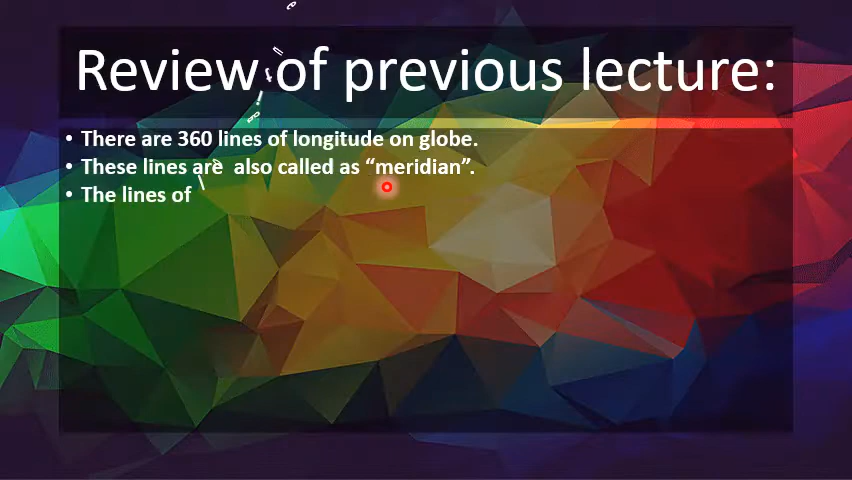 Review of previous lecture:
• There are 360 lines of longitude on globe.
• These lines are also called as “meridian”.
• The lines of